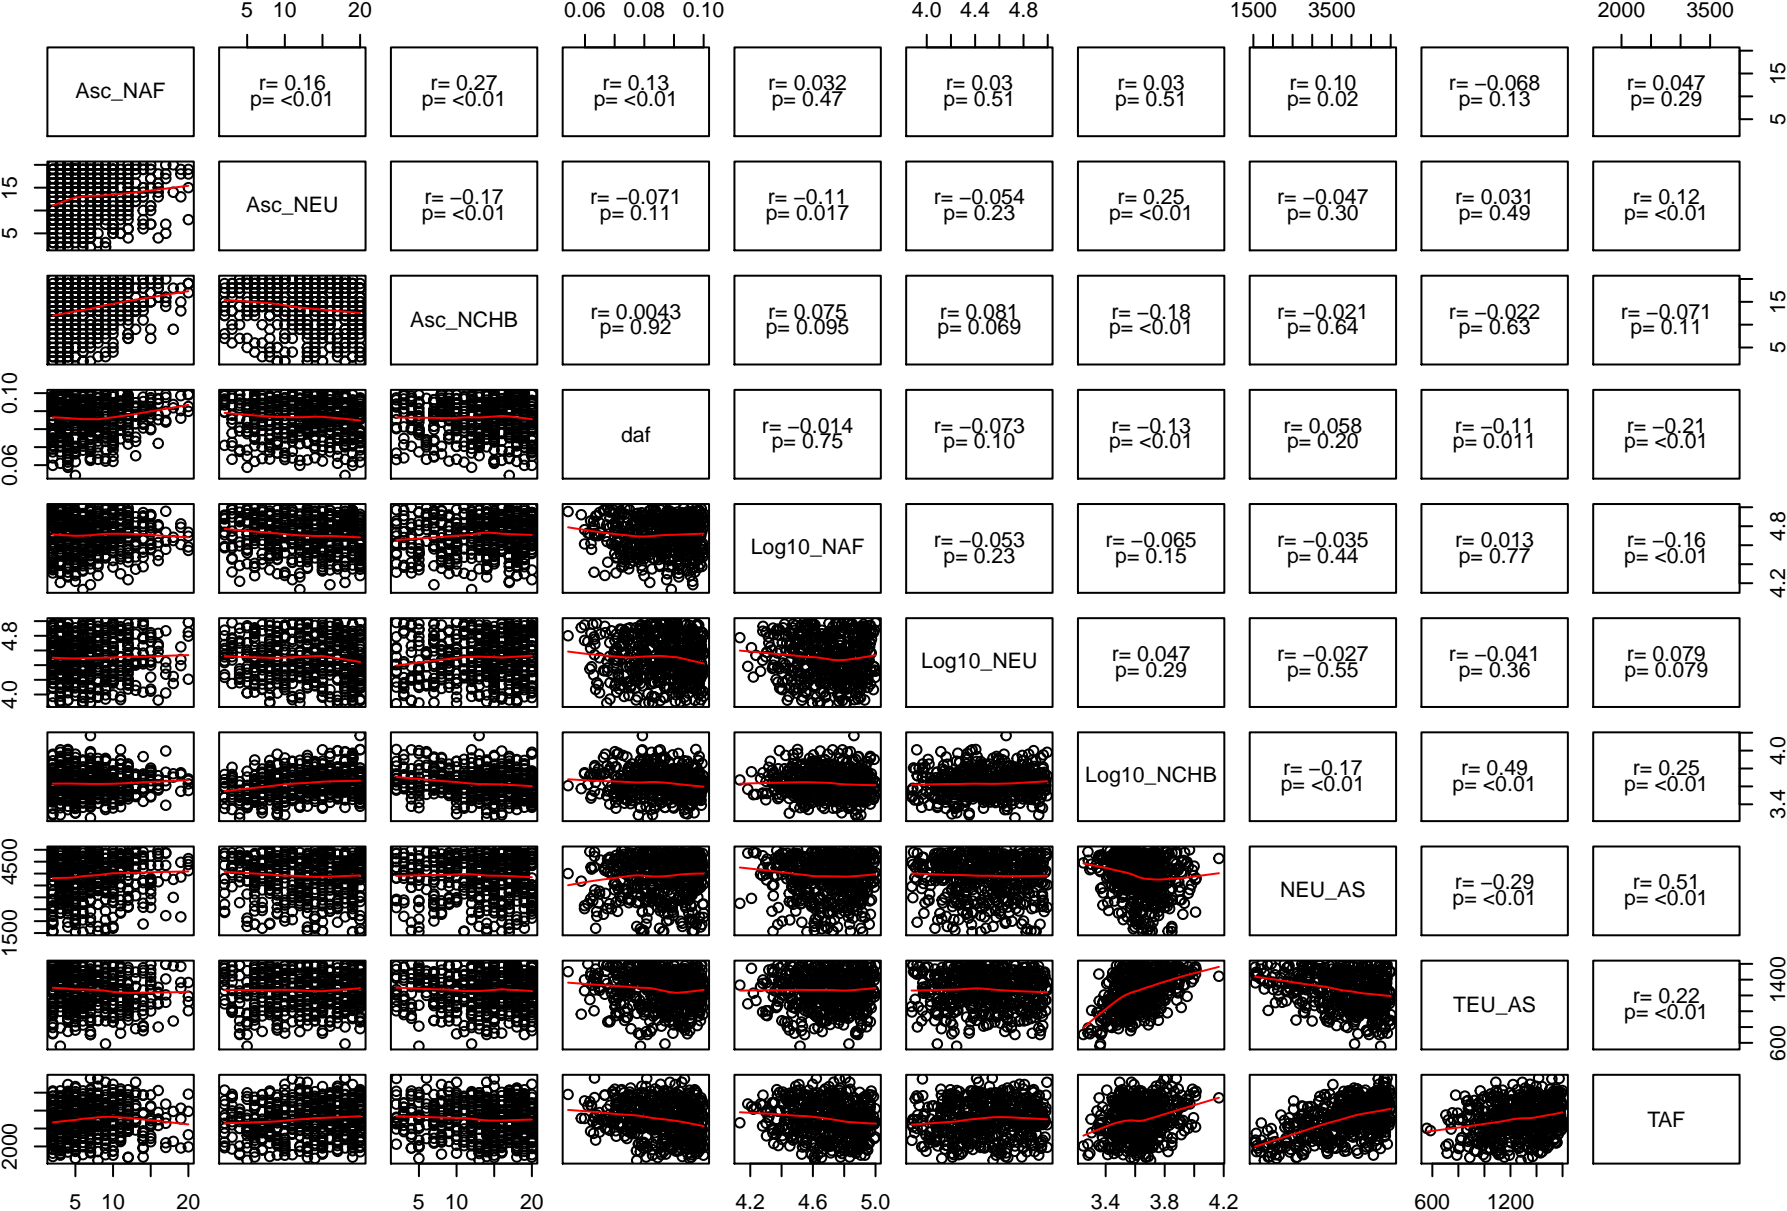 5 10 20 0.06 0.08 0.10 4.0 4.4 4.8 1500 3500 2000 3500
Asc_NAF r= 0.16 r= 0.27 r= 0.13 r= 0.032 r= 0.03 r= 0.03 r= 0.10 r= −0.068 r= 0.047 5 15
p= <0.01 p= <0.01 p= <0.01 p= 0.47 p= 0.51 p= 0.51 p= 0.02 p= 0.13 p= 0.29
5 15 Asc_NEU r= −0.17 r= −0.071 r= −0.11 r= −0.054 r= 0.25 r= −0.047 r= 0.031 r= 0.12
p= <0.01 p= 0.11 p= 0.017 p= 0.23 p= <0.01 p= 0.30 p= 0.49 p= <0.01
Asc_NCHB r= 0.0043 r= 0.075 r= 0.081 r= −0.18 r= −0.021 r= −0.022 r= −0.071 5 15
p= 0.92 p= 0.095 p= 0.069 p= <0.01 p= 0.64 p= 0.63 p= 0.11
0.06 0.10 daf r= −0.014 r= −0.073 r= −0.13 r= 0.058 r= −0.11 r= −0.21
p= 0.75 p= 0.10 p= <0.01 p= 0.20 p= 0.011 p= <0.01
Log10_NAF r= −0.053 r= −0.065 r= −0.035 r= 0.013 r= −0.16 4.2 4.8
p= 0.23 p= 0.15 p= 0.44 p= 0.77 p= <0.01
4.0 4.8 Log10_NEU r= 0.047 r= −0.027 r= −0.041 r= 0.079
p= 0.29 p= 0.55 p= 0.36 p= 0.079
Log10_NCHB r= −0.17 r= 0.49 r= 0.25 3.4 4.0
p= <0.01 p= <0.01 p= <0.01
1500 4500 NEU_AS r= −0.29 r= 0.51
p= <0.01 p= <0.01
TEU_AS r= 0.22 600 1400
p= <0.01
2000 TAF
5 10 20 5 10 20 4.2 4.6 5.0 3.4 3.8 4.2 600 1200